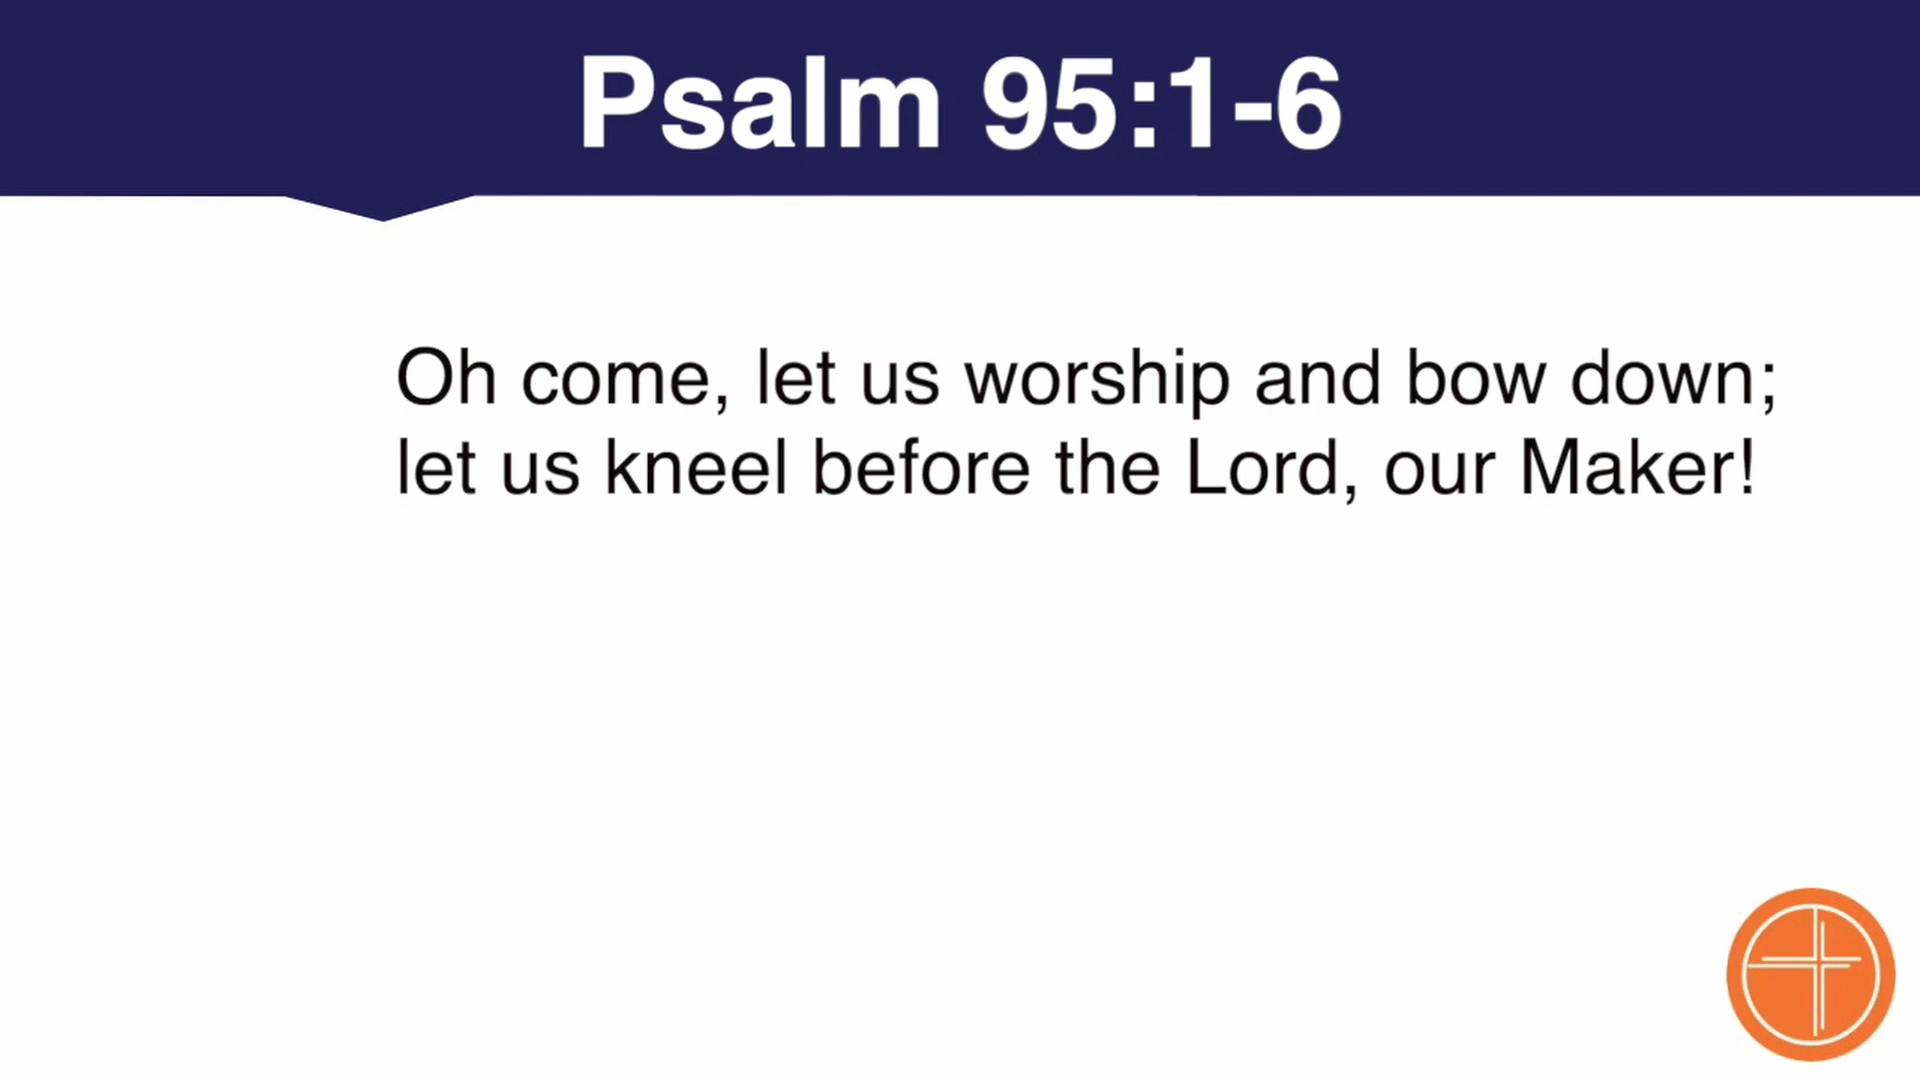 Psalm 95:1-6
Oh come, let us worship and bow down;
let us kneel before the Lord, our Maker!